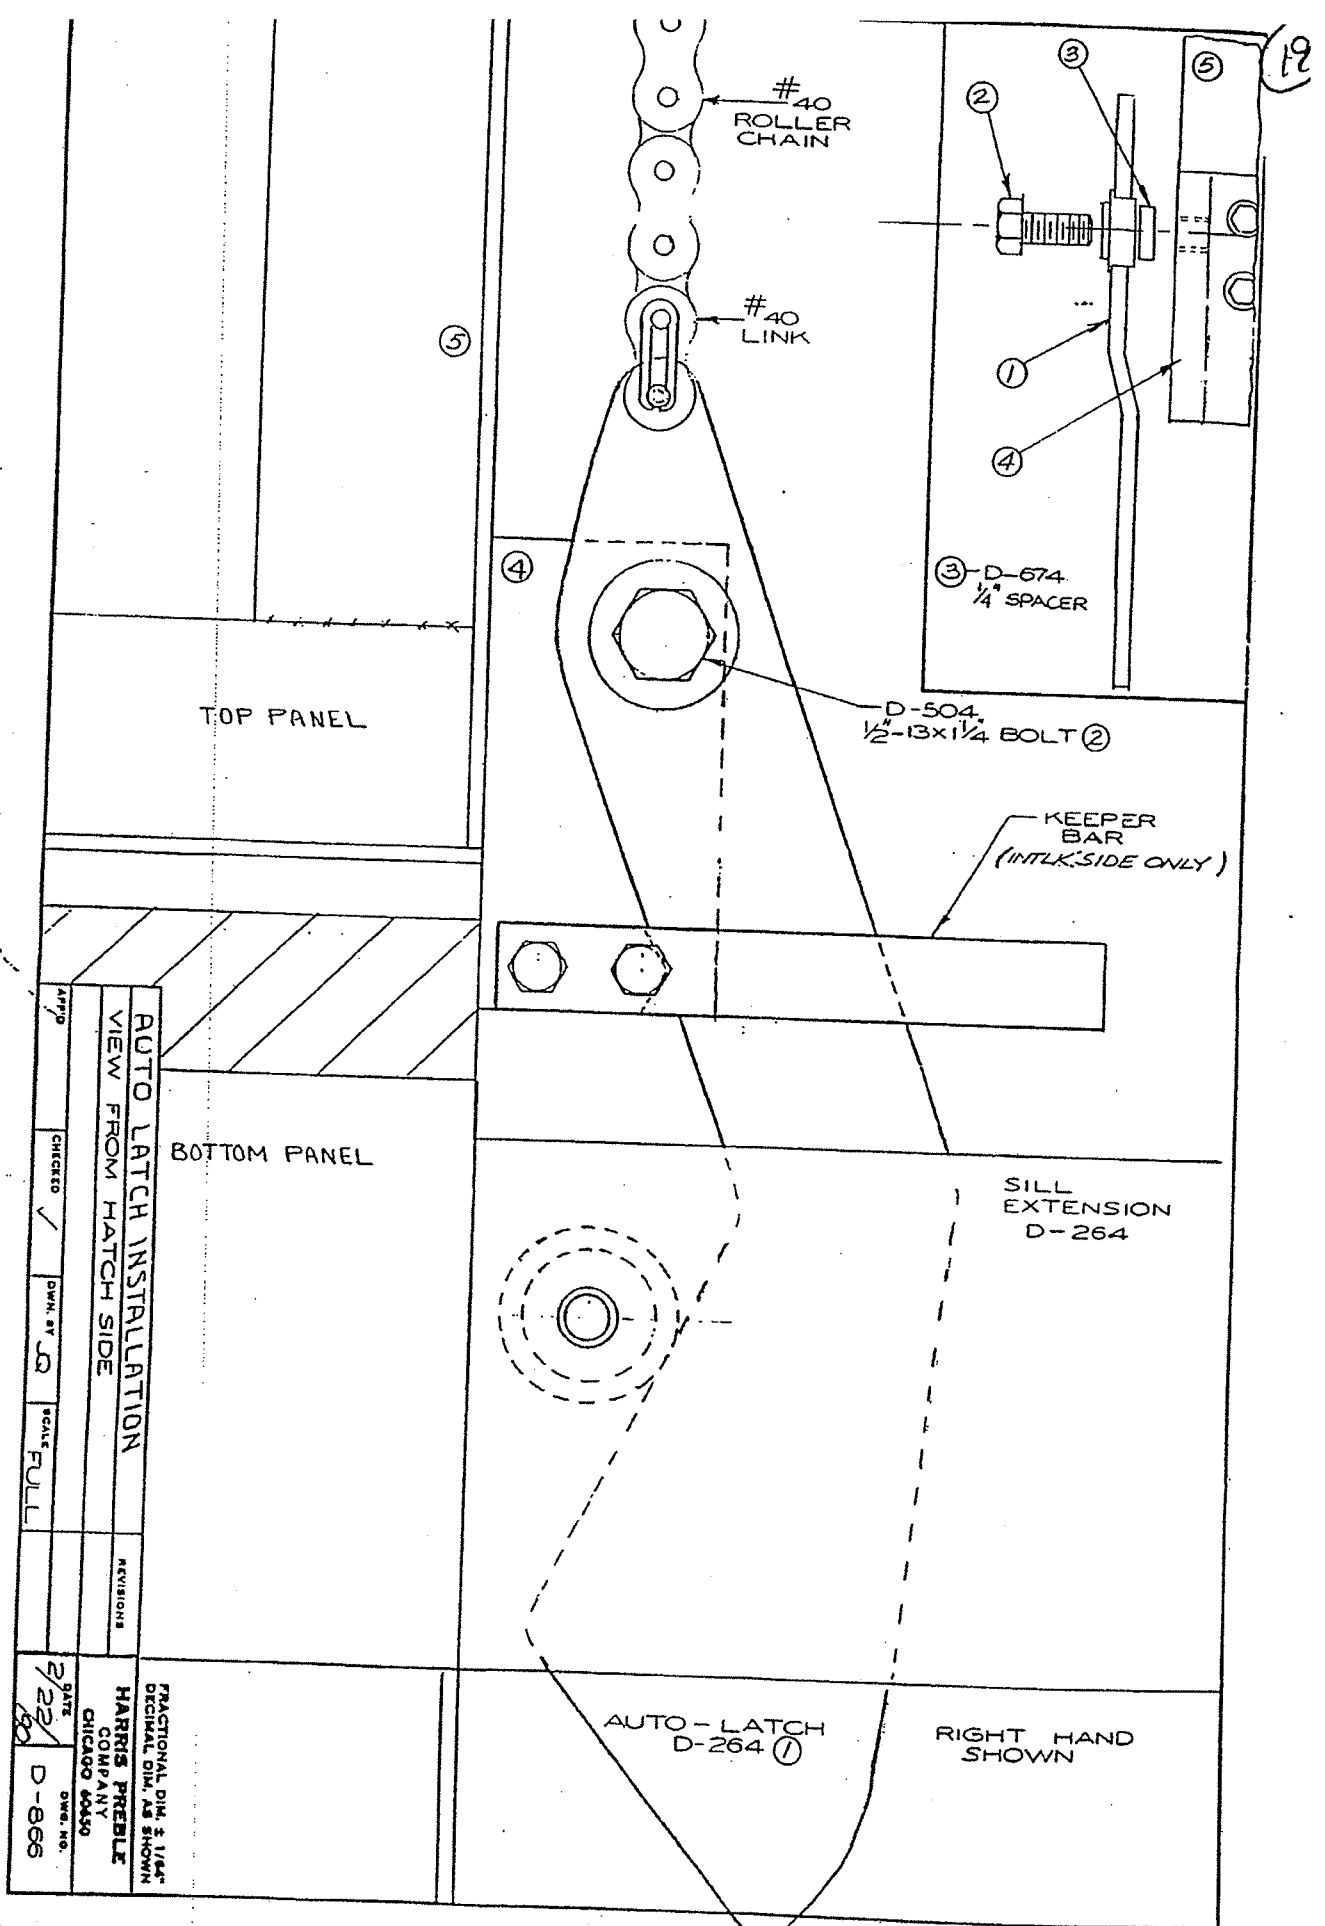 19
③
⑤
②
#40
ROLLER
CHAIN
#40
LINK
⑤
①
④
④
③-D-674
1/4" SPACER
TOP PANEL
D-504
1/2"-13x1 1/4" BOLT ②
KEEPER
BAR
(INTLK. SIDE ONLY)
BOTTOM PANEL
SILL
EXTENSION
D-264
AUTO-LATCH
D-264 ①
RIGHT HAND
SHOWN
FRACTIONAL DIM. ± 1/64"
DECIMAL DIM. AS SHOWN
AUTO LATCH INSTALLATION
VIEW FROM HATCH SIDE
REVISIONS
HARRIS PREBLE
COMPANY
CHICAGO 60650
APP'D
CHECKED ✓
DWN. BY JQ
SCALE FULL
DATE
2/22/80
DWG. NO.
D-866